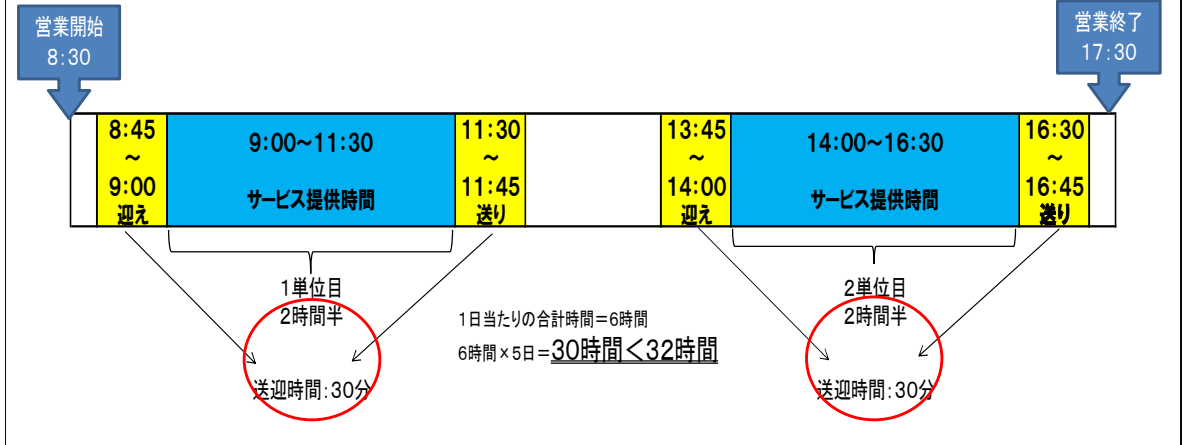 営業開始
8:30
営業終了
17:30
8:45
~
9:00
迎え
9:00~11:30
サービス提供時間
11:30
~
11:45
送り
13:45
~
14:00
迎え
14:00~16:30
サービス提供時間
16:30
~
16:45
送り
1単位目
2時間半
送迎時間:30分
1日当たりの合計時間=6時間
6時間×5日=30時間<32時間
2単位目
2時間半
送迎時間:30分